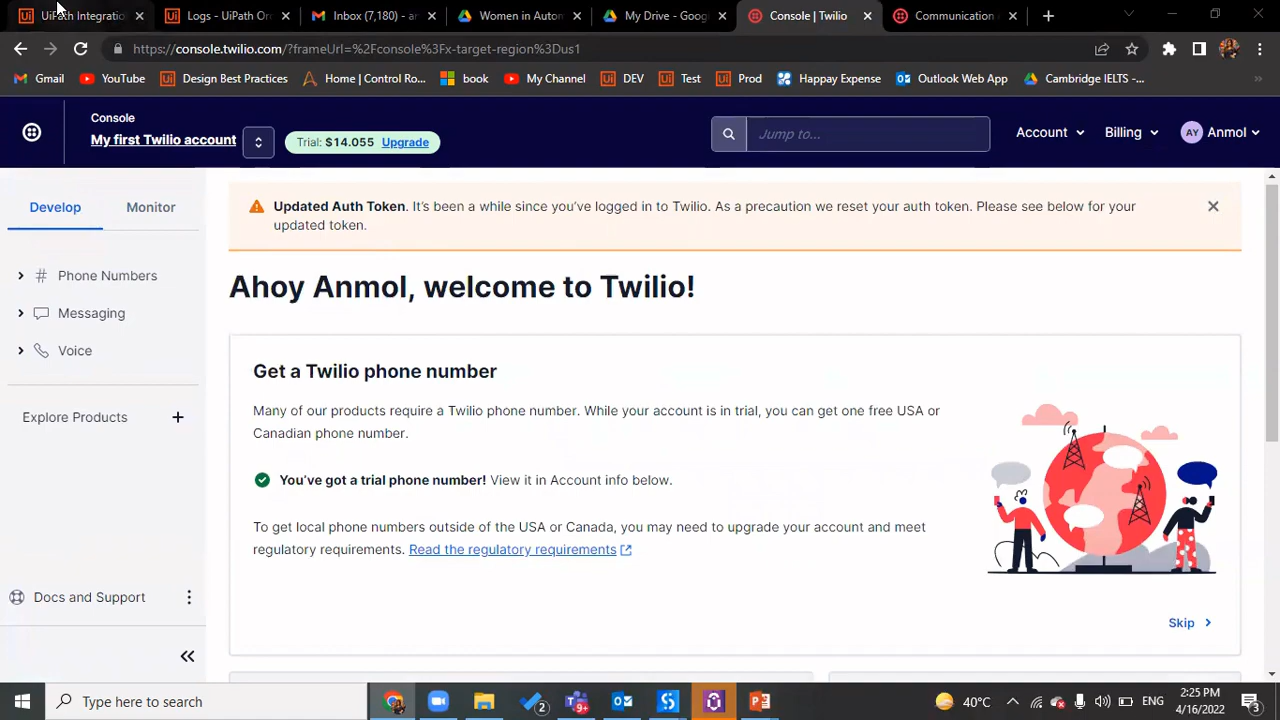 UiPath Integratio
Logs - UiPath Or
Inbox (7,180) - ar
Women in Autom
My Drive - Goog
Console | Twilio
Communication
https://console.twilio.com/?frameUrl=%2Fconsole%3Fx-target-region%3Dus1
Gmail
YouTube
Design Best Practices
Home | Control Ro...
book
My Channel
DEV
Test
Prod
Happay Expense
Outlook Web App
Cambridge IELTS -...
»
Console
My first Twilio account
Trial: $14.055 Upgrade
Jump to...
Account
Billing
AY Anmol
Develop
Monitor
Phone Numbers
Messaging
Voice
Explore Products +
Docs and Support
Updated Auth Token. It's been a while since you've logged in to Twilio. As a precaution we reset your auth token. Please see below for your
updated token.
Ahoy Anmol, welcome to Twilio!
Get a Twilio phone number
Many of our products require a Twilio phone number. While your account is in trial, you can get one free USA or
Canadian phone number.
You've got a trial phone number! View it in Account info below.
To get local phone numbers outside of the USA or Canada, you may need to upgrade your account and meet
regulatory requirements. Read the regulatory requirements
Skip
Type here to search
2
9+
40°C
ENG
2:25 PM
4/16/2022
3